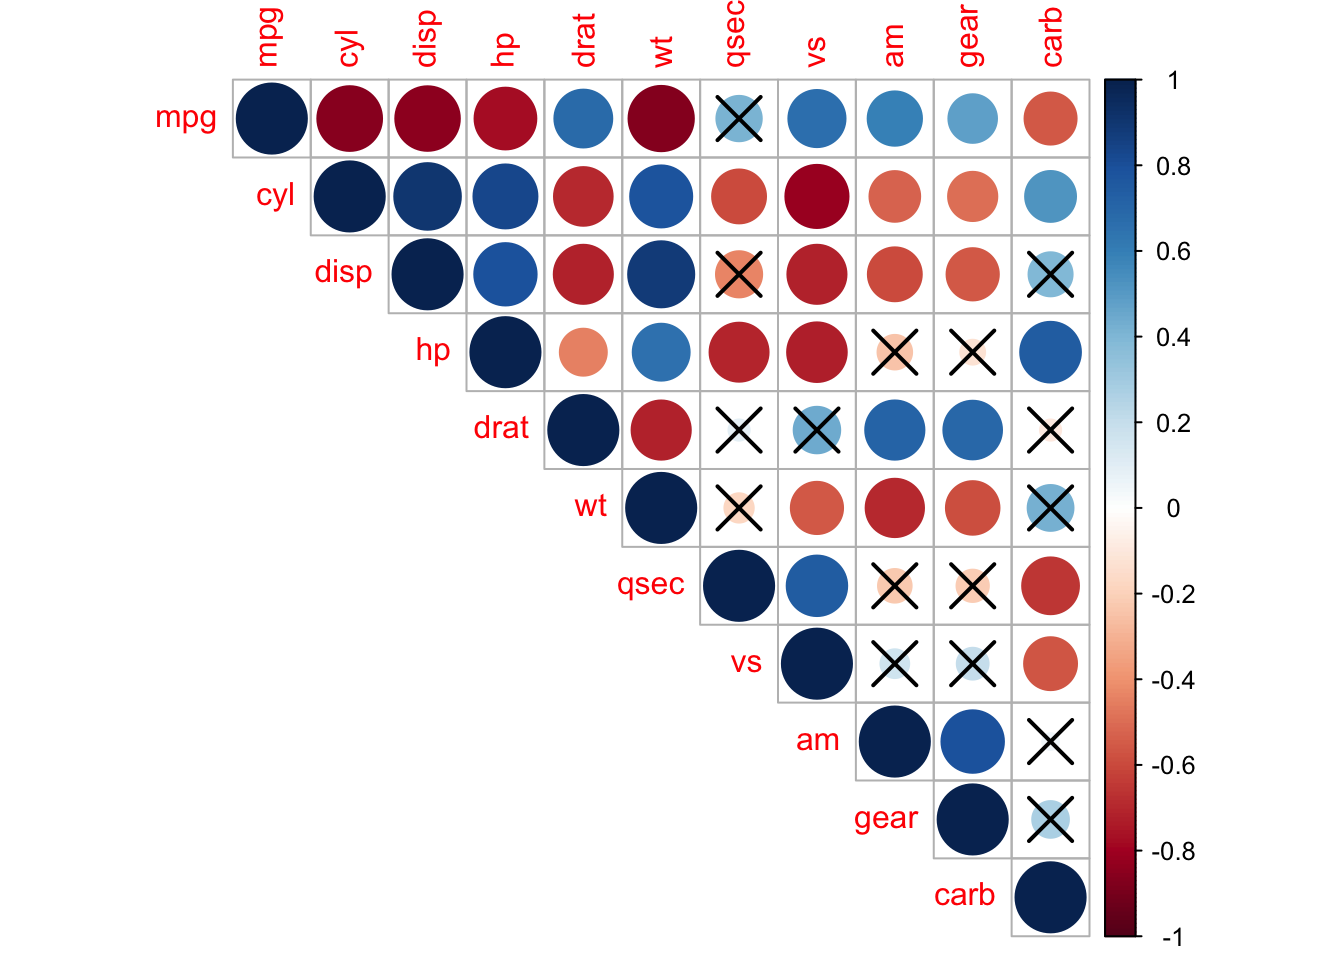 mpg cyl disp hp drat wt qsec vs am gear carb
mpg
cyl
disp
hp
drat
wt
qsec
vs
am
gear
carb
1
0.8
0.6
0.4
0.2
0
-0.2
-0.4
-0.6
-0.8
-1